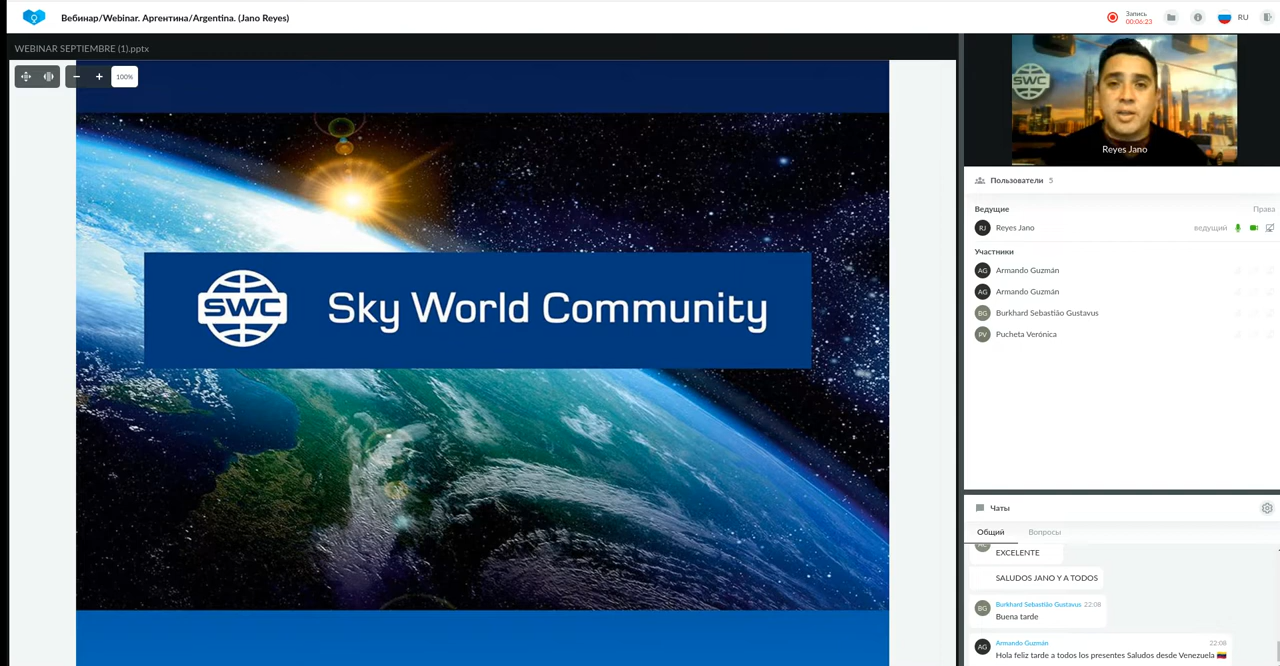 Вебинар/Webinar. Аргентина/Argentina. (Jano Reyes)
Запись
00:06:23
RU
WEBINAR SEPTIEMBRE (1).pptx
100%
SWC
Sky World Community
SWC
Reyes Jano
Пользователи 5
Ведущие Права
RJ Reyes Jano ведущий
Участники
AG Armando Guzmán
AG Armando Guzmán
BG Burkhard Sebastião Gustavus
PV Pucheta Verónica
Чаты
Общий Вопросы
EXCELENTE
SALUDOS JANO Y A TODOS
BG Burkhard Sebastião Gustavus 22:08
Buena tarde
AG Armando Guzmán 22:08
Hola feliz tarde a todos los presentes Saludos desde Venezuela 🇻🇪